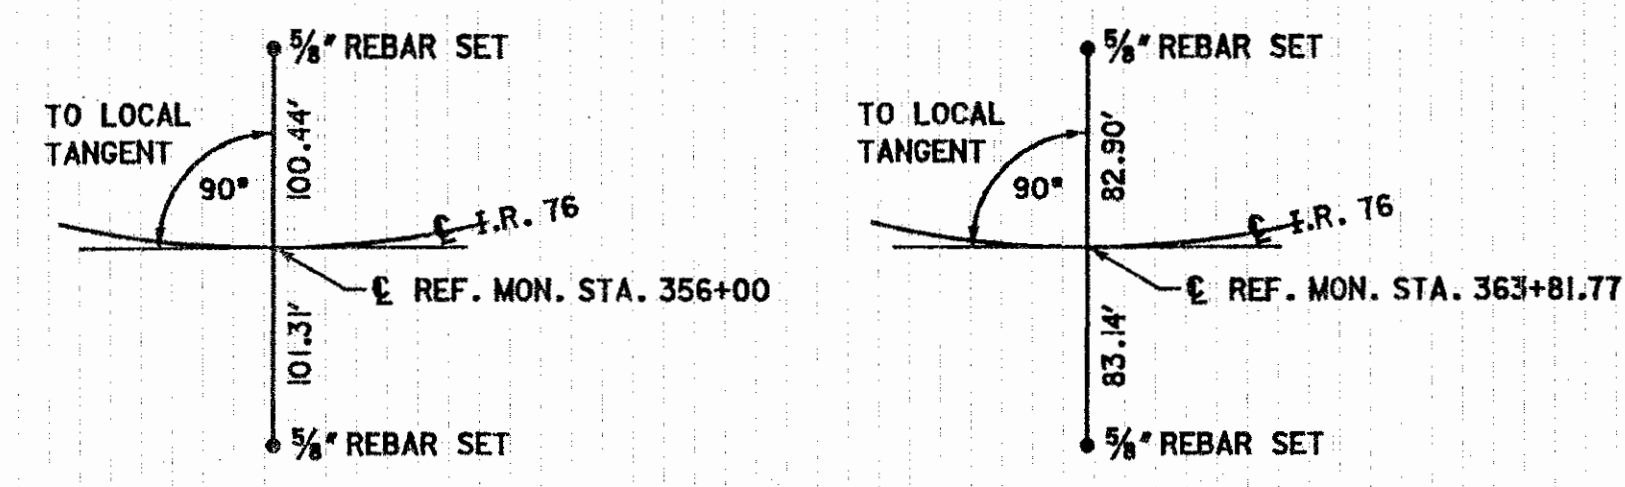 5/8" REBAR SET
TO LOCAL
TANGENT
100.44'
90°
℄ I.R. 76
℄ REF. MON. STA. 356+00
101.31'
5/8" REBAR SET
5/8" REBAR SET
TO LOCAL
TANGENT
82.90'
90°
℄ I.R. 76
℄ REF. MON. STA. 363+81.77
83.14'
5/8" REBAR SET